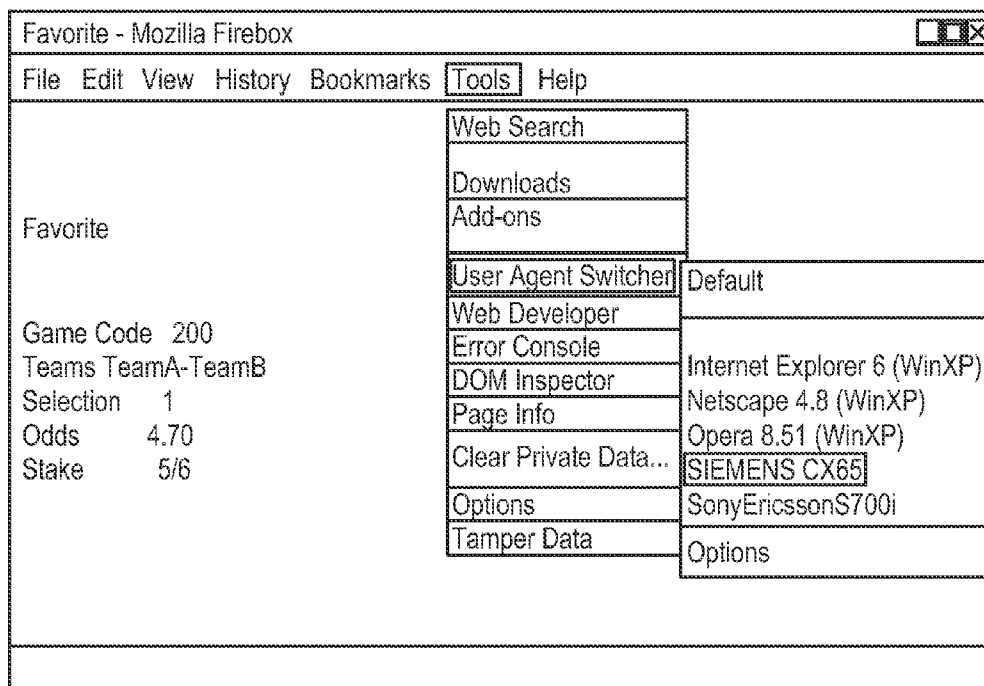 Favorite - Mozilla Firebox
File Edit View History Bookmarks Tools Help
Web Search
Downloads
Add-ons
User Agent Switcher
Web Developer
Error Console
DOM Inspector
Page Info
Clear Private Data...
Options
Tamper Data
Default
Internet Explorer 6 (WinXP)
Netscape 4.8 (WinXP)
Opera 8.51 (WinXP)
SIEMENS CX65
SonyEricssonS700i
Options
Favorite
Game Code 200
Teams TeamA-TeamB
Selection 1
Odds 4.70
Stake 5/6